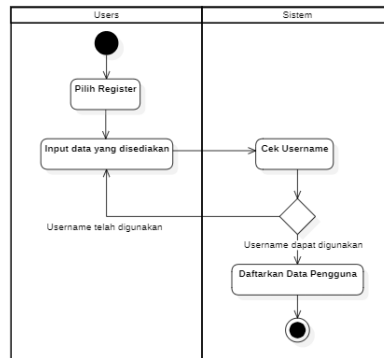 Users
Sistem
Pilih Register
Input data yang disediakan
Cek Username
Username telah digunakan
Username dapat digunakan
Daftarkan Data Pengguna